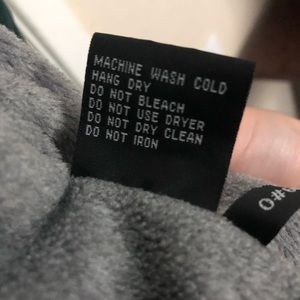 MACHINE WASH COLD
HANG DRY
DO NOT BLEACH
DO NOT USE DRYER
DO NOT DRY CLEAN
DO NOT IRON